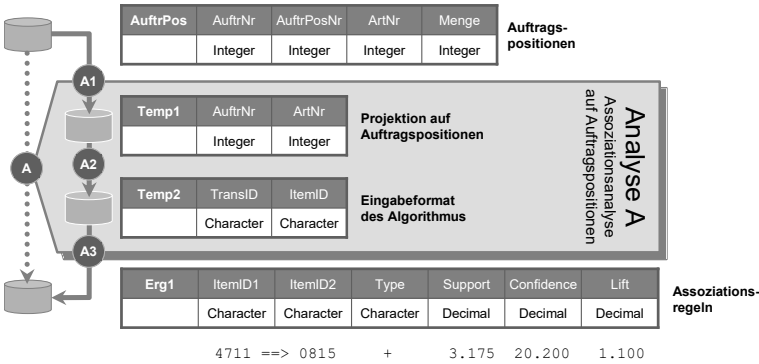 AuftrPos AuftrNr AuftrPosNr ArtNr Menge
Integer Integer Integer Integer
Auftrags-
positionen
A1
Temp1 AuftrNr ArtNr
Integer Integer
Projektion auf
Auftragspositionen
A
A2
Temp2 TransID ItemID
Character Character
Eingabeformat
des Algorithmus
Analyse A
Assoziationsanalyse
auf Auftragspositionen
A3
Erg1 ItemID1 ItemID2 Type Support Confidence Lift
Character Character Character Decimal Decimal Decimal
Assoziations-
regeln
4711 ==> 0815 + 3.175 20.200 1.100